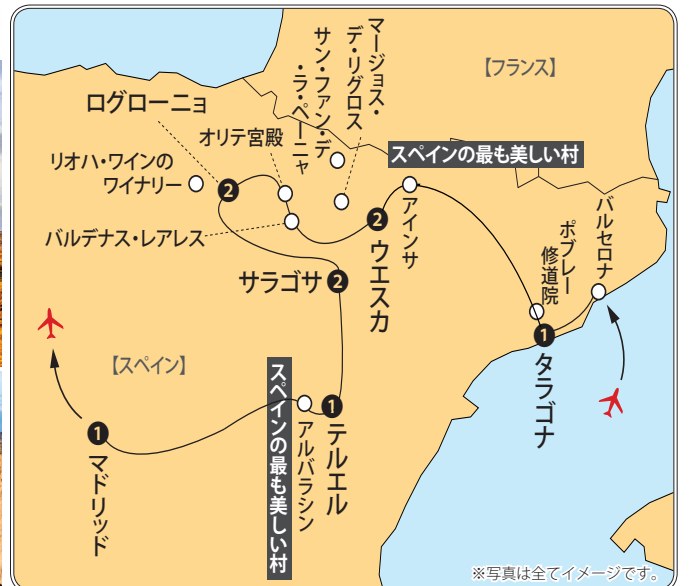 マージョス・
デ・リグロス
サン・ファン・デ
・ラ・ペーニャ
【フランス】
ログローニョ
オリテ宮殿
スペインの最も美しい村
リオハ・ワインの
ワイナリー
2
バルデナス・レアレス
2
ウエスカ
アインサ
バルセロナ
ポブレー
修道院
サラゴサ
2
1
タラゴナ
【スペイン】
スペインの最も美しい村
アルバラシン
1
テルエル
1
マドリッド
※写真は全てイメージです。